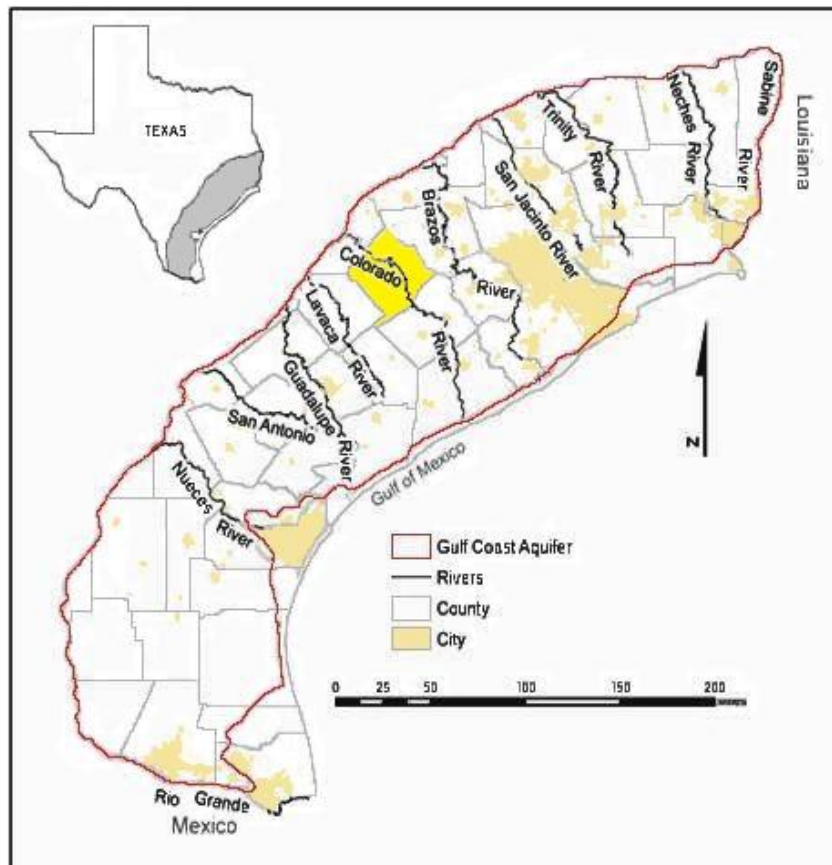 TEXAS
Louisiana
Sabine
River
Neches
River
Trinity
River
San Jacinto River
Brazos
River
Colorado
River
Lavaca
River
Guadalupe
River
San Antonio
Nueces
River
Gulf of Mexico
N
Gulf Coast Aquifer
Rivers
County
City
0 25 50 100 150 200
Rio Grande
Mexico